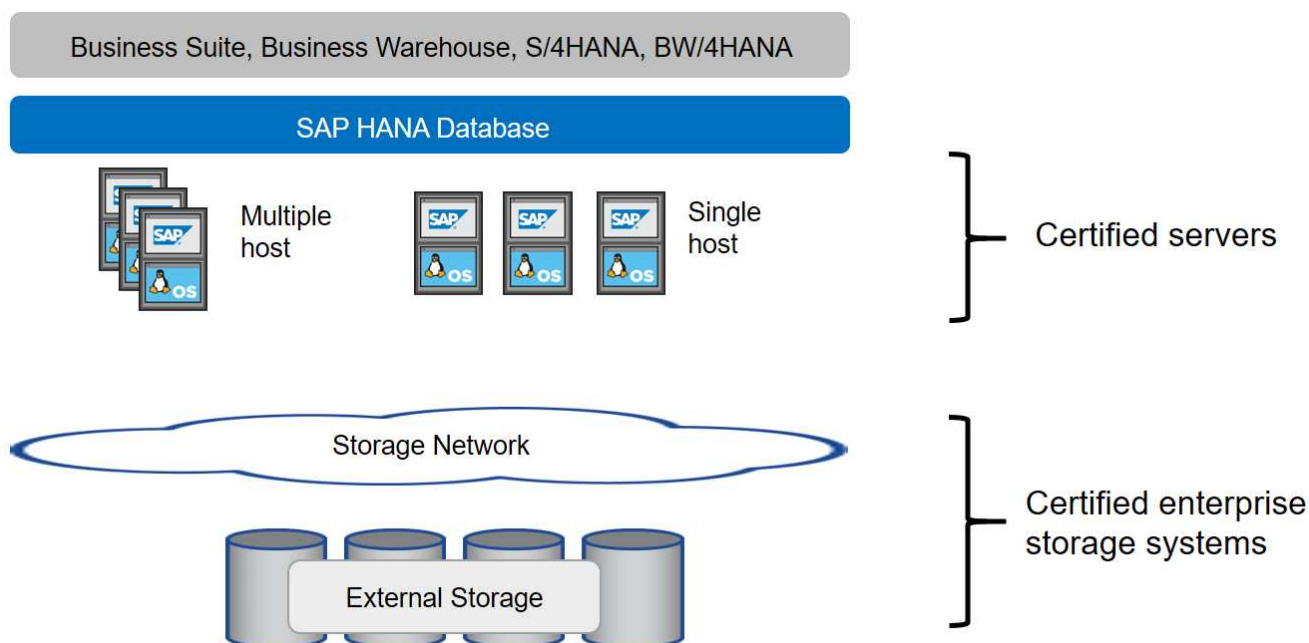 Business Suite, Business Warehouse, S/4HANA, BW/4HANA
SAP HANA Database
SAP
OS
Multiple
host
SAP
SAP
SAP
OS
OS
OS
Single
host
Certified servers
Storage Network
Certified enterprise
storage systems
External Storage